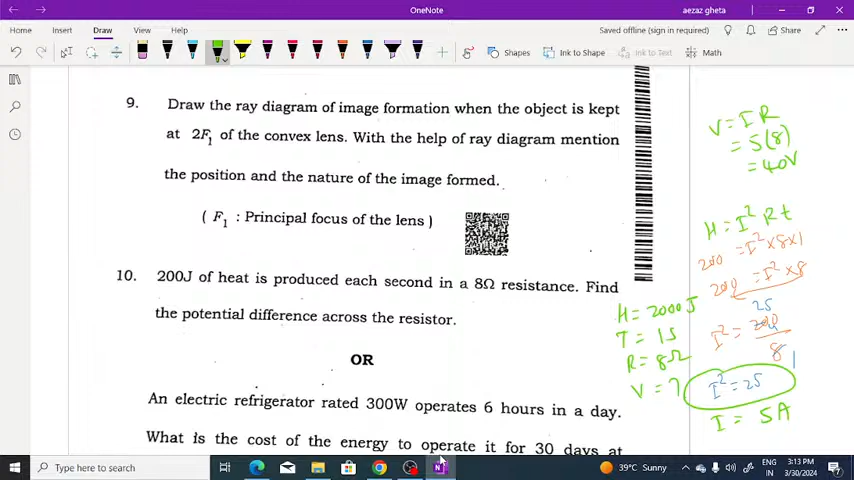 OneNote
aezaz gheta
Home Insert Draw View Help
Saved offline (sign in required)
Share
Shapes Ink to Shape Ink to Text Math
9. Draw the ray diagram of image formation when the object is kept
at 2F1 of the convex lens. With the help of ray diagram mention
the position and the nature of the image formed.
( F1 : Principal focus of the lens )
10. 200J of heat is produced each second in a 8Ω resistance. Find
the potential difference across the resistor.
OR
An electric refrigerator rated 300W operates 6 hours in a day.
What is the cost of the energy to operate it for 30 days at
V = IR
= 5(8)
= 40V
H = I² R t
200 = I² × 8 × 1
200 = I² × 8
25
I² = 200
8 1
I² = 25
I = 5A
H = 2000J
T = 1S
R = 8Ω
V = ?
Type here to search
39°C Sunny
ENG
IN
3:13 PM
3/30/2024
7